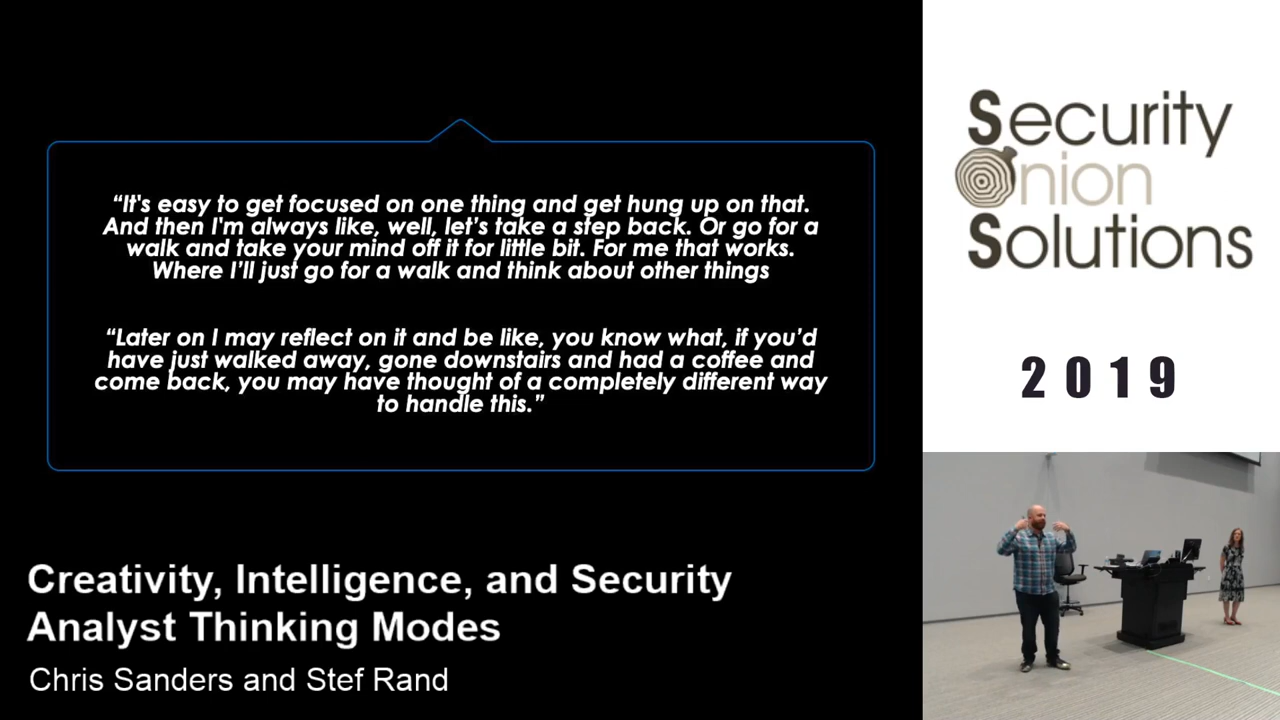 “It's easy to get focused on one thing and get hung up on that.
And then I'm always like, well, let’s take a step back. Or go for a
walk and take your mind off it for little bit. For me that works.
Where I’ll just go for a walk and think about other things
“Later on I may reflect on it and be like, you know what, if you’d
have just walked away, gone downstairs and had a coffee and
come back, you may have thought of a completely different way
to handle this.”
Creativity, Intelligence, and Security
Analyst Thinking Modes
Chris Sanders and Stef Rand
Security
Onion
Solutions
2019